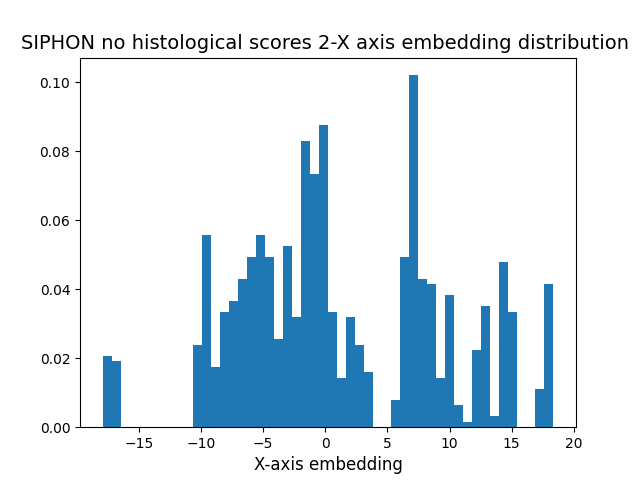 SIPHON no histological scores 2-X axis embedding distribution
0.10
0.08
0.06
0.04
0.02
0.00
−15 −10 −5 0 5 10 15 20
X-axis embedding